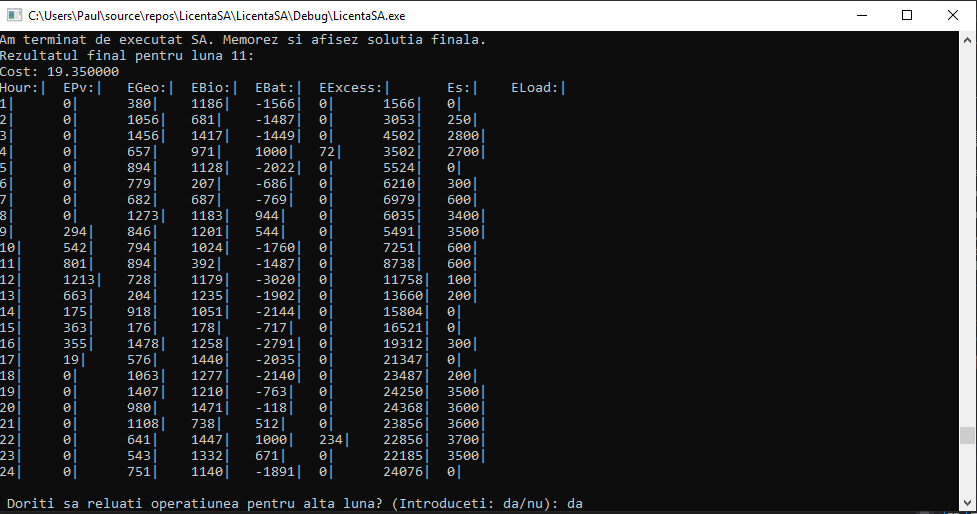 C:\Users\Paul\source\repos\LicentaSA\LicentaSA\Debug\LicentaSA.exe
Am terminat de executat SA. Memorez si afisez solutia finala.
Rezultatul final pentru luna 11:
Cost: 19.350000
Hour:| EPv:| EGeo:| EBio:| EBat:| EExcess:| Es:| ELoad:|
1| 0| 380| 1186| -1566| 0| 1566| 0|
2| 0| 1056| 681| -1487| 0| 3053| 250|
3| 0| 1456| 1417| -1449| 0| 4502| 2800|
4| 0| 657| 971| 1000| 72| 3502| 2700|
5| 0| 894| 1128| -2022| 0| 5524| 0|
6| 0| 779| 207| -686| 0| 6210| 300|
7| 0| 682| 687| -769| 0| 6979| 600|
8| 0| 1273| 1183| 944| 0| 6035| 3400|
9| 294| 846| 1201| 544| 0| 5491| 3500|
10| 542| 794| 1024| -1760| 0| 7251| 600|
11| 801| 894| 392| -1487| 0| 8738| 600|
12| 1213| 728| 1179| -3020| 0| 11758| 100|
13| 663| 204| 1235| -1902| 0| 13660| 200|
14| 175| 918| 1051| -2144| 0| 15804| 0|
15| 363| 176| 178| -717| 0| 16521| 0|
16| 355| 1478| 1258| -2791| 0| 19312| 300|
17| 19| 576| 1440| -2035| 0| 21347| 0|
18| 0| 1063| 1277| -2140| 0| 23487| 200|
19| 0| 1407| 1210| -763| 0| 24250| 3500|
20| 0| 980| 1471| -118| 0| 24368| 3600|
21| 0| 1108| 738| 512| 0| 23856| 3600|
22| 0| 641| 1447| 1000| 234| 22856| 3700|
23| 0| 543| 1332| 671| 0| 22185| 3500|
24| 0| 751| 1140| -1891| 0| 24076| 0|
Doriti sa reluati operatiunea pentru alta luna? (Introduceti: da/nu): da